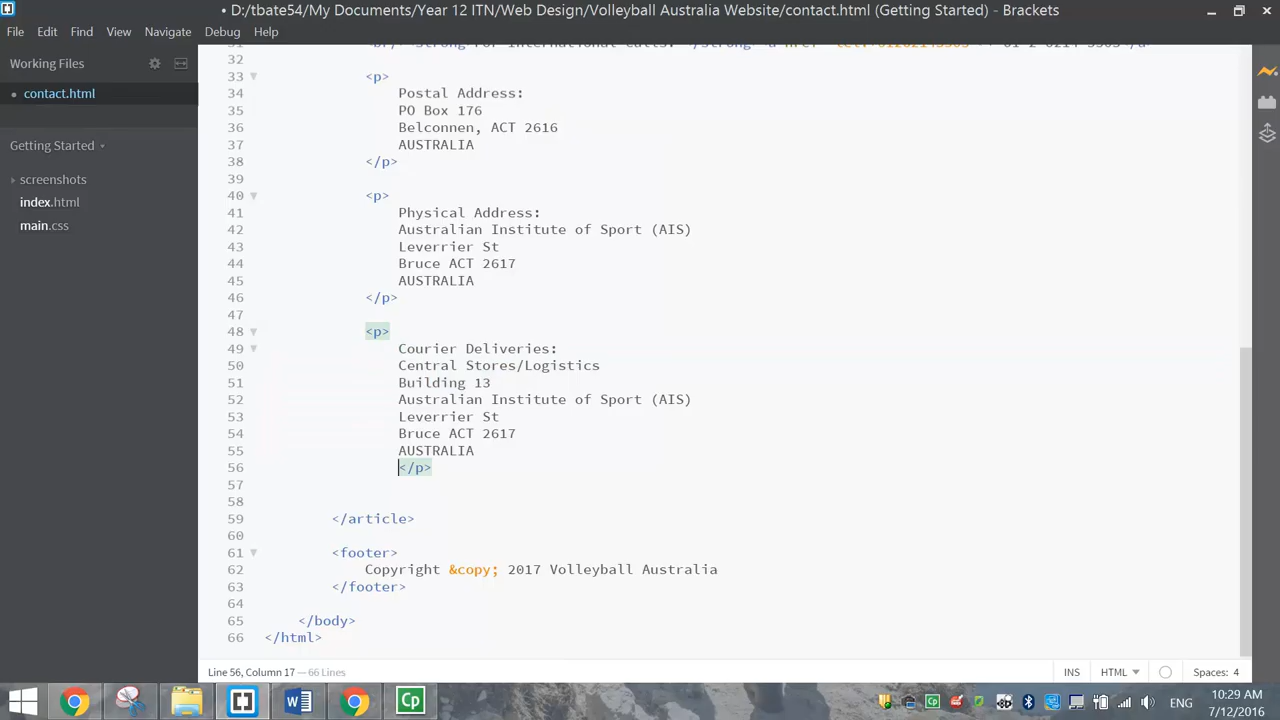 • D:/tbate54/My Documents/Year 12 ITN/Web Design/Volleyball Australia Website/contact.html (Getting Started) - Brackets
File Edit Find View Navigate Debug Help
Working Files
• contact.html
Getting Started
screenshots
index.html
main.css
32
33 <p>
34 Postal Address:
35 PO Box 176
36 Belconnen, ACT 2616
37 AUSTRALIA
38 </p>
39
40 <p>
41 Physical Address:
42 Australian Institute of Sport (AIS)
43 Leverrier St
44 Bruce ACT 2617
45 AUSTRALIA
46 </p>
47
48 <p>
49 Courier Deliveries:
50 Central Stores/Logistics
51 Building 13
52 Australian Institute of Sport (AIS)
53 Leverrier St
54 Bruce ACT 2617
55 AUSTRALIA
56 </p>
57
58
59 </article>
60
61 <footer>
62 Copyright &copy; 2017 Volleyball Australia
63 </footer>
64
65 </body>
66 </html>
Line 56, Column 17 — 66 Lines
INS HTML Spaces: 4
Cp
ENG
10:29 AM
7/12/2016